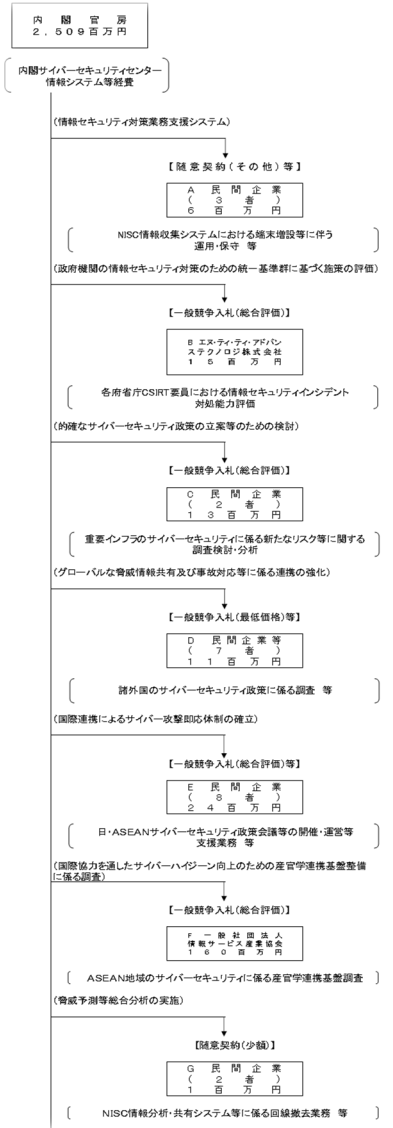 内閣官房
２，５０９百万円
内閣サイバーセキュリティセンター
情報システム等経費
（情報セキュリティ対策業務支援システム）
【随意契約（その他）等】
Ａ　民間企業
（３者）
６百万円
NISC情報収集システムにおける端末増設等に伴う
運用・保守　等
（政府機関の情報セキュリティ対策のための統一基準群に基づく施策の評価）
【一般競争入札（総合評価）】
Ｂ　エヌ・ティ・ティ・アドバン
ステクノロジ株式会社
１５百万円
各府省庁CSIRT要員における情報セキュリティインシデント
対処能力評価
（的確なサイバーセキュリティ政策の立案等のための検討）
【一般競争入札（総合評価）】
Ｃ　民間企業
（２者）
１３百万円
重要インフラのサイバーセキュリティに係る新たなリスク等に関する
調査検討・分析
（グローバルな脅威情報共有及び事故対応等に係る連携の強化）
【一般競争入札（最低価格）等】
Ｄ　民間企業等
（７者）
１１百万円
諸外国のサイバーセキュリティ政策に係る調査　等
（国際連携によるサイバー攻撃即応体制の確立）
【一般競争入札（総合評価）等】
Ｅ　民間企業
（８者）
２４百万円
日・ASEANサイバーセキュリティ政策会議等の開催・運営等
支援業務　等
（国際協力を通したサイバーハイジーン向上のための産官学連携基盤整備
に係る調査）
【一般競争入札（総合評価）】
Ｆ　一般社団法人
情報サービス産業協会
１６０百万円
ASEAN地域のサイバーセキュリティに係る産官学連携基盤調査
（脅威予測等総合分析の実施）
【随意契約（少額）】
Ｇ　民間企業
（２者）
１百万円
NISC情報分析・共有システム等に係る回線撤去業務　等